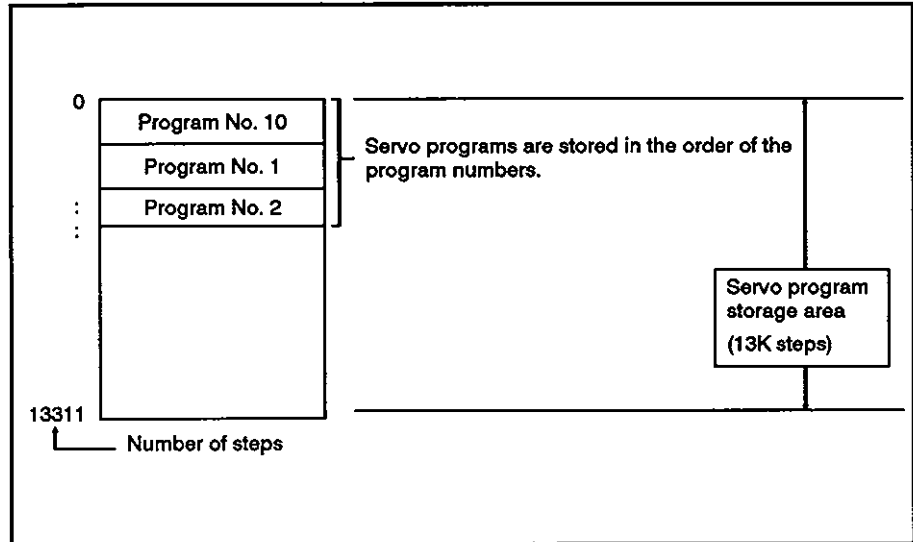 0
Program No. 10
Program No. 1
Program No. 2
Servo programs are stored in the order of the
program numbers.
Servo program
storage area
(13K steps)
13311
Number of steps